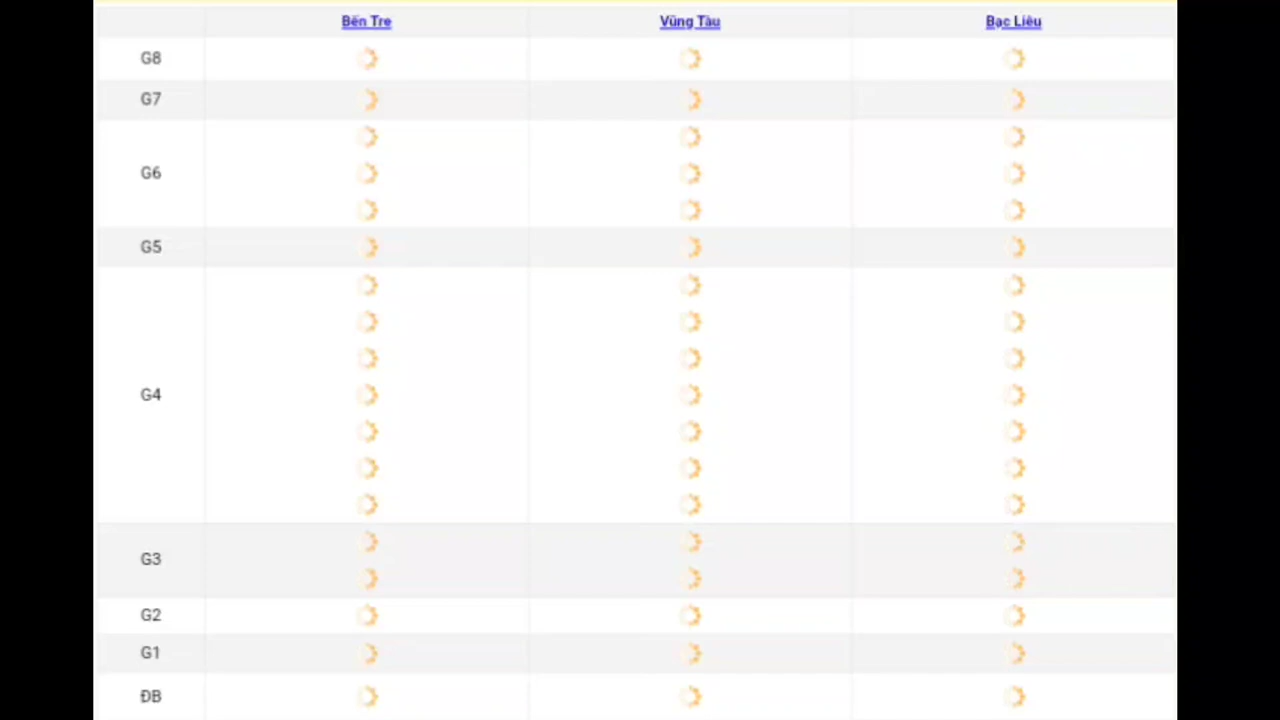 Bến Tre Vũng Tàu Bạc Liêu
G8
G7
G6
G5
G4
G3
G2
G1
ĐB